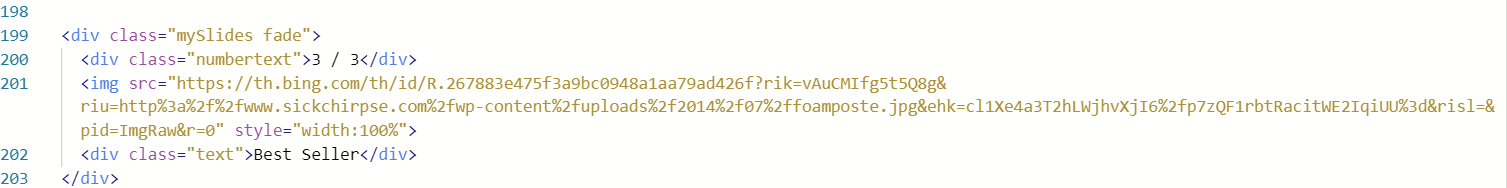 198
199 <div class="mySlides fade">
200 <div class="numbertext">3 / 3</div>
201 <img src="https://th.bing.com/th/id/R.267883e475f3a9bc0948a1aa79ad426f?rik=vAuCMIfg5t5Q8g&
riu=http%3a%2f%2fwww.sickchirpse.com%2fwp-content%2fuploads%2f2014%2f07%2ffoamposte.jpg&ehk=cl1Xe4a3T2hLWjhvXjI6%2fp7zQF1rbtRacitWE2IqiUU%3d&risl=&
pid=ImgRaw&r=0" style="width:100%">
202 <div class="text">Best Seller</div>
203 </div>